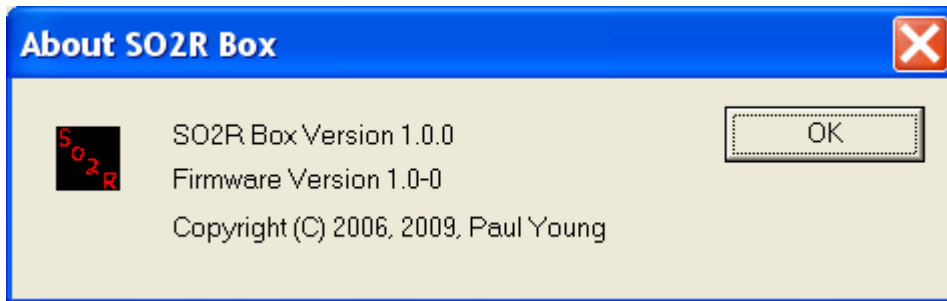 About SO2R Box
SO2R
SO2R Box Version 1.0.0
OK
Firmware Version 1.0-0
Copyright (C) 2006, 2009, Paul Young